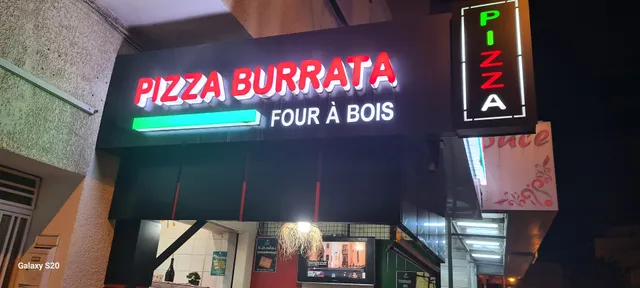 PIZZA BURRATA
FOUR À BOIS
PIZZA
Galaxy S20